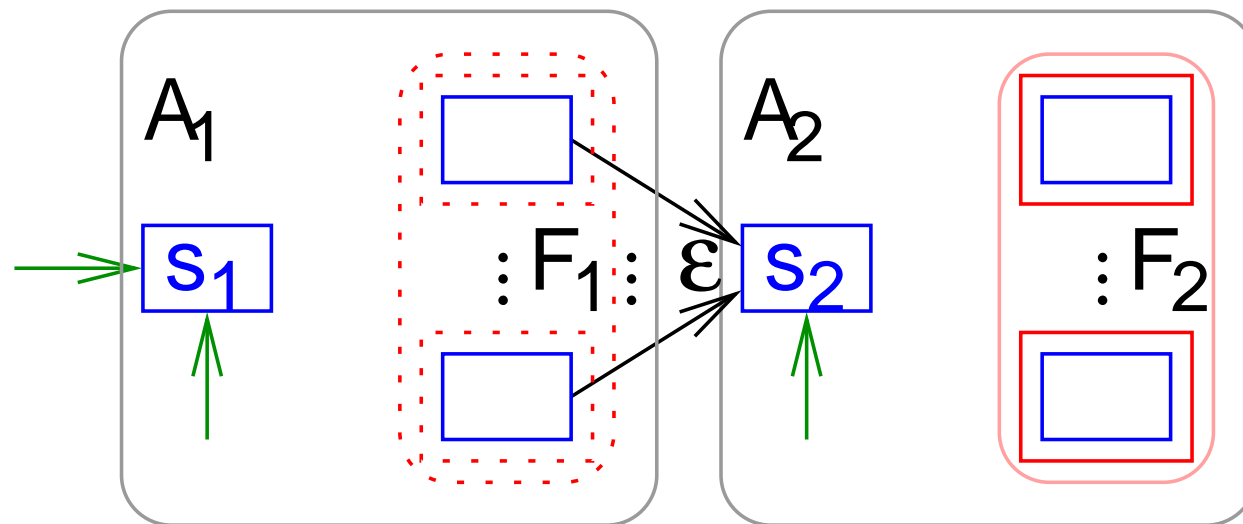 A₁ A₂
s₁ ⋮ F₁ ⋮ ε s₂ ⋮ F₂